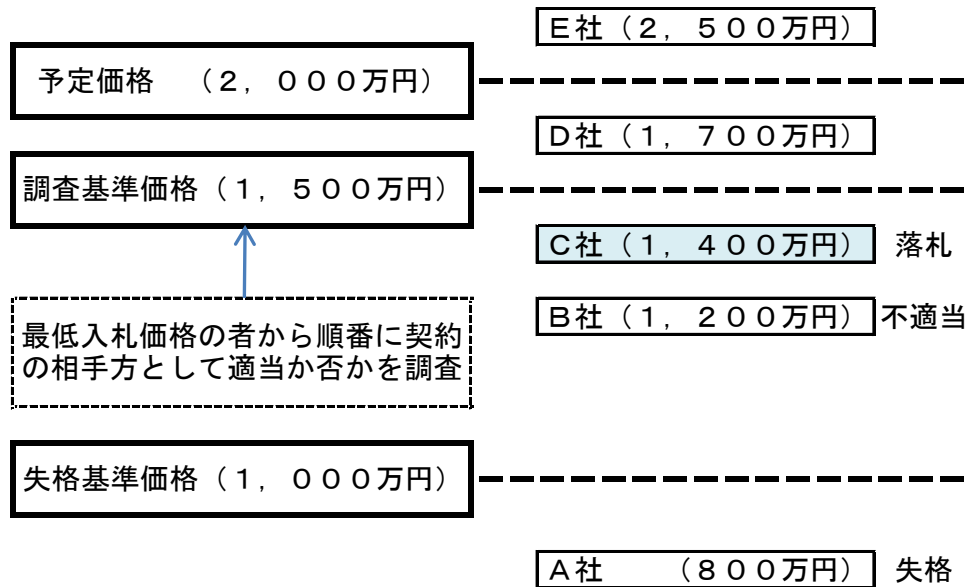 E社（２，５００万円）
予定価格　（２，０００万円）
D社（１，７００万円）
調査基準価格（１，５００万円）
C社（１，４００万円）　落札
B社（１，２００万円）不適当
最低入札価格の者から順番に契約
の相手方として適当か否かを調査
失格基準価格（１，０００万円）
A社　　（８００万円）　失格